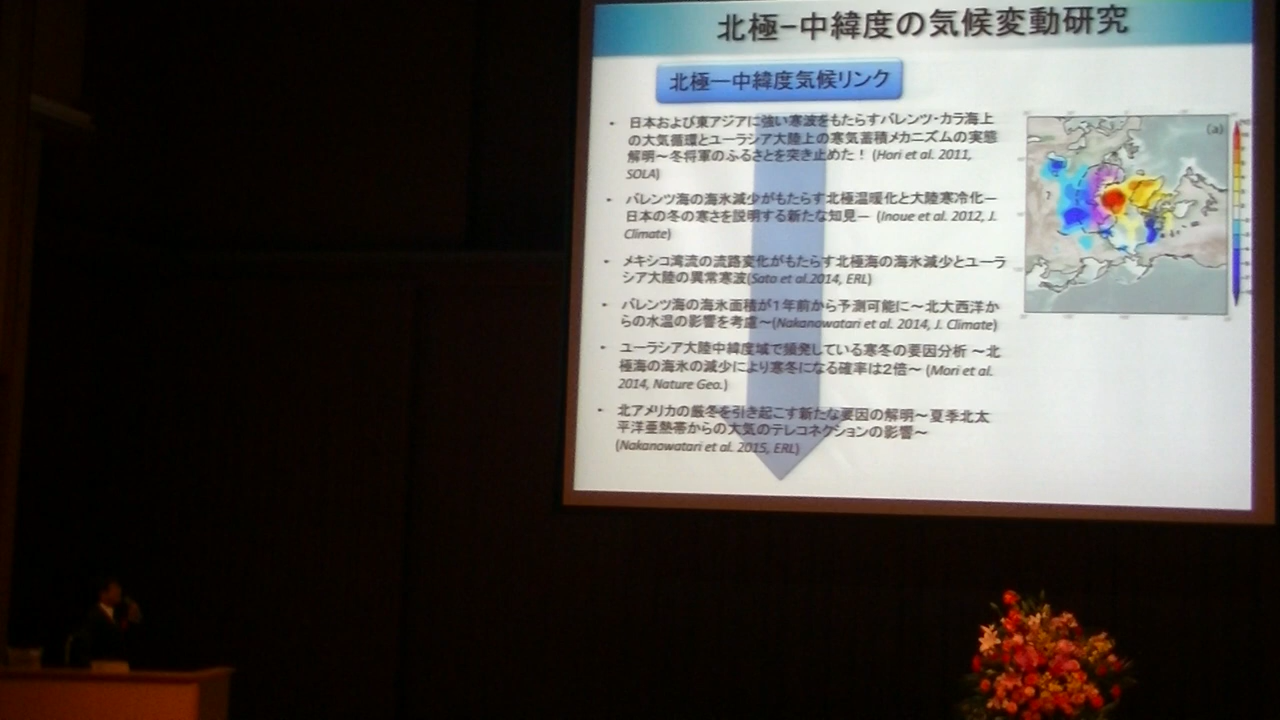 北極−中緯度の気候変動研究
北極―中緯度気候リンク
・ 日本および東アジアに強い寒波をもたらすバレンツ・カラ海上
の大気循環とユーラシア大陸上の寒気蓄積メカニズムの実態
解明～冬将軍のふるさとを突き止めた！ (Hori et al. 2011,
SOLA)
・ バレンツ海の海氷減少がもたらす北極温暖化と大陸寒冷化―
日本の冬の寒さを説明する新たな知見― (Inoue et al. 2012, J.
Climate)
・ メキシコ湾流の流路変化がもたらす北極海の海氷減少とユーラ
シア大陸の異常寒波(Sato et al.2014, ERL)
・ バレンツ海の海氷面積が1年前から予測可能に～北大西洋か
らの水温の影響を考慮～(Nakanowatari et al. 2014, J. Climate)
・ ユーラシア大陸中緯度域で頻発している寒冬の要因分析 ～北
極海の海氷の減少により寒冬になる確率は2倍～ (Mori et al.
2014, Nature Geo.)
・ 北アメリカの厳冬を引き起こす新たな要因の解明～夏季北太
平洋亜熱帯からの大気のテレコネクションの影響～
(Nakanowatari et al. 2015, ERL)
(a)